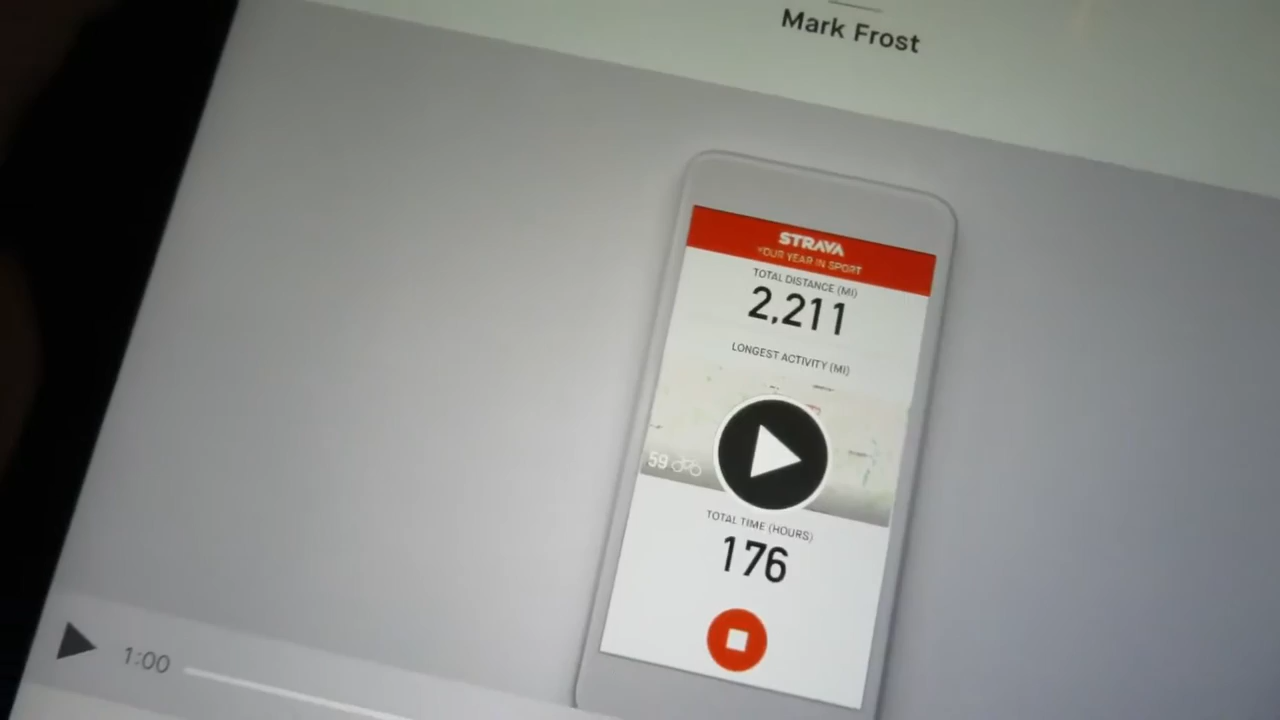 Mark Frost
STRAVA
YOUR YEAR IN SPORT
TOTAL DISTANCE (MI)
2,211
LONGEST ACTIVITY (MI)
59
TOTAL TIME (HOURS)
176
1:00